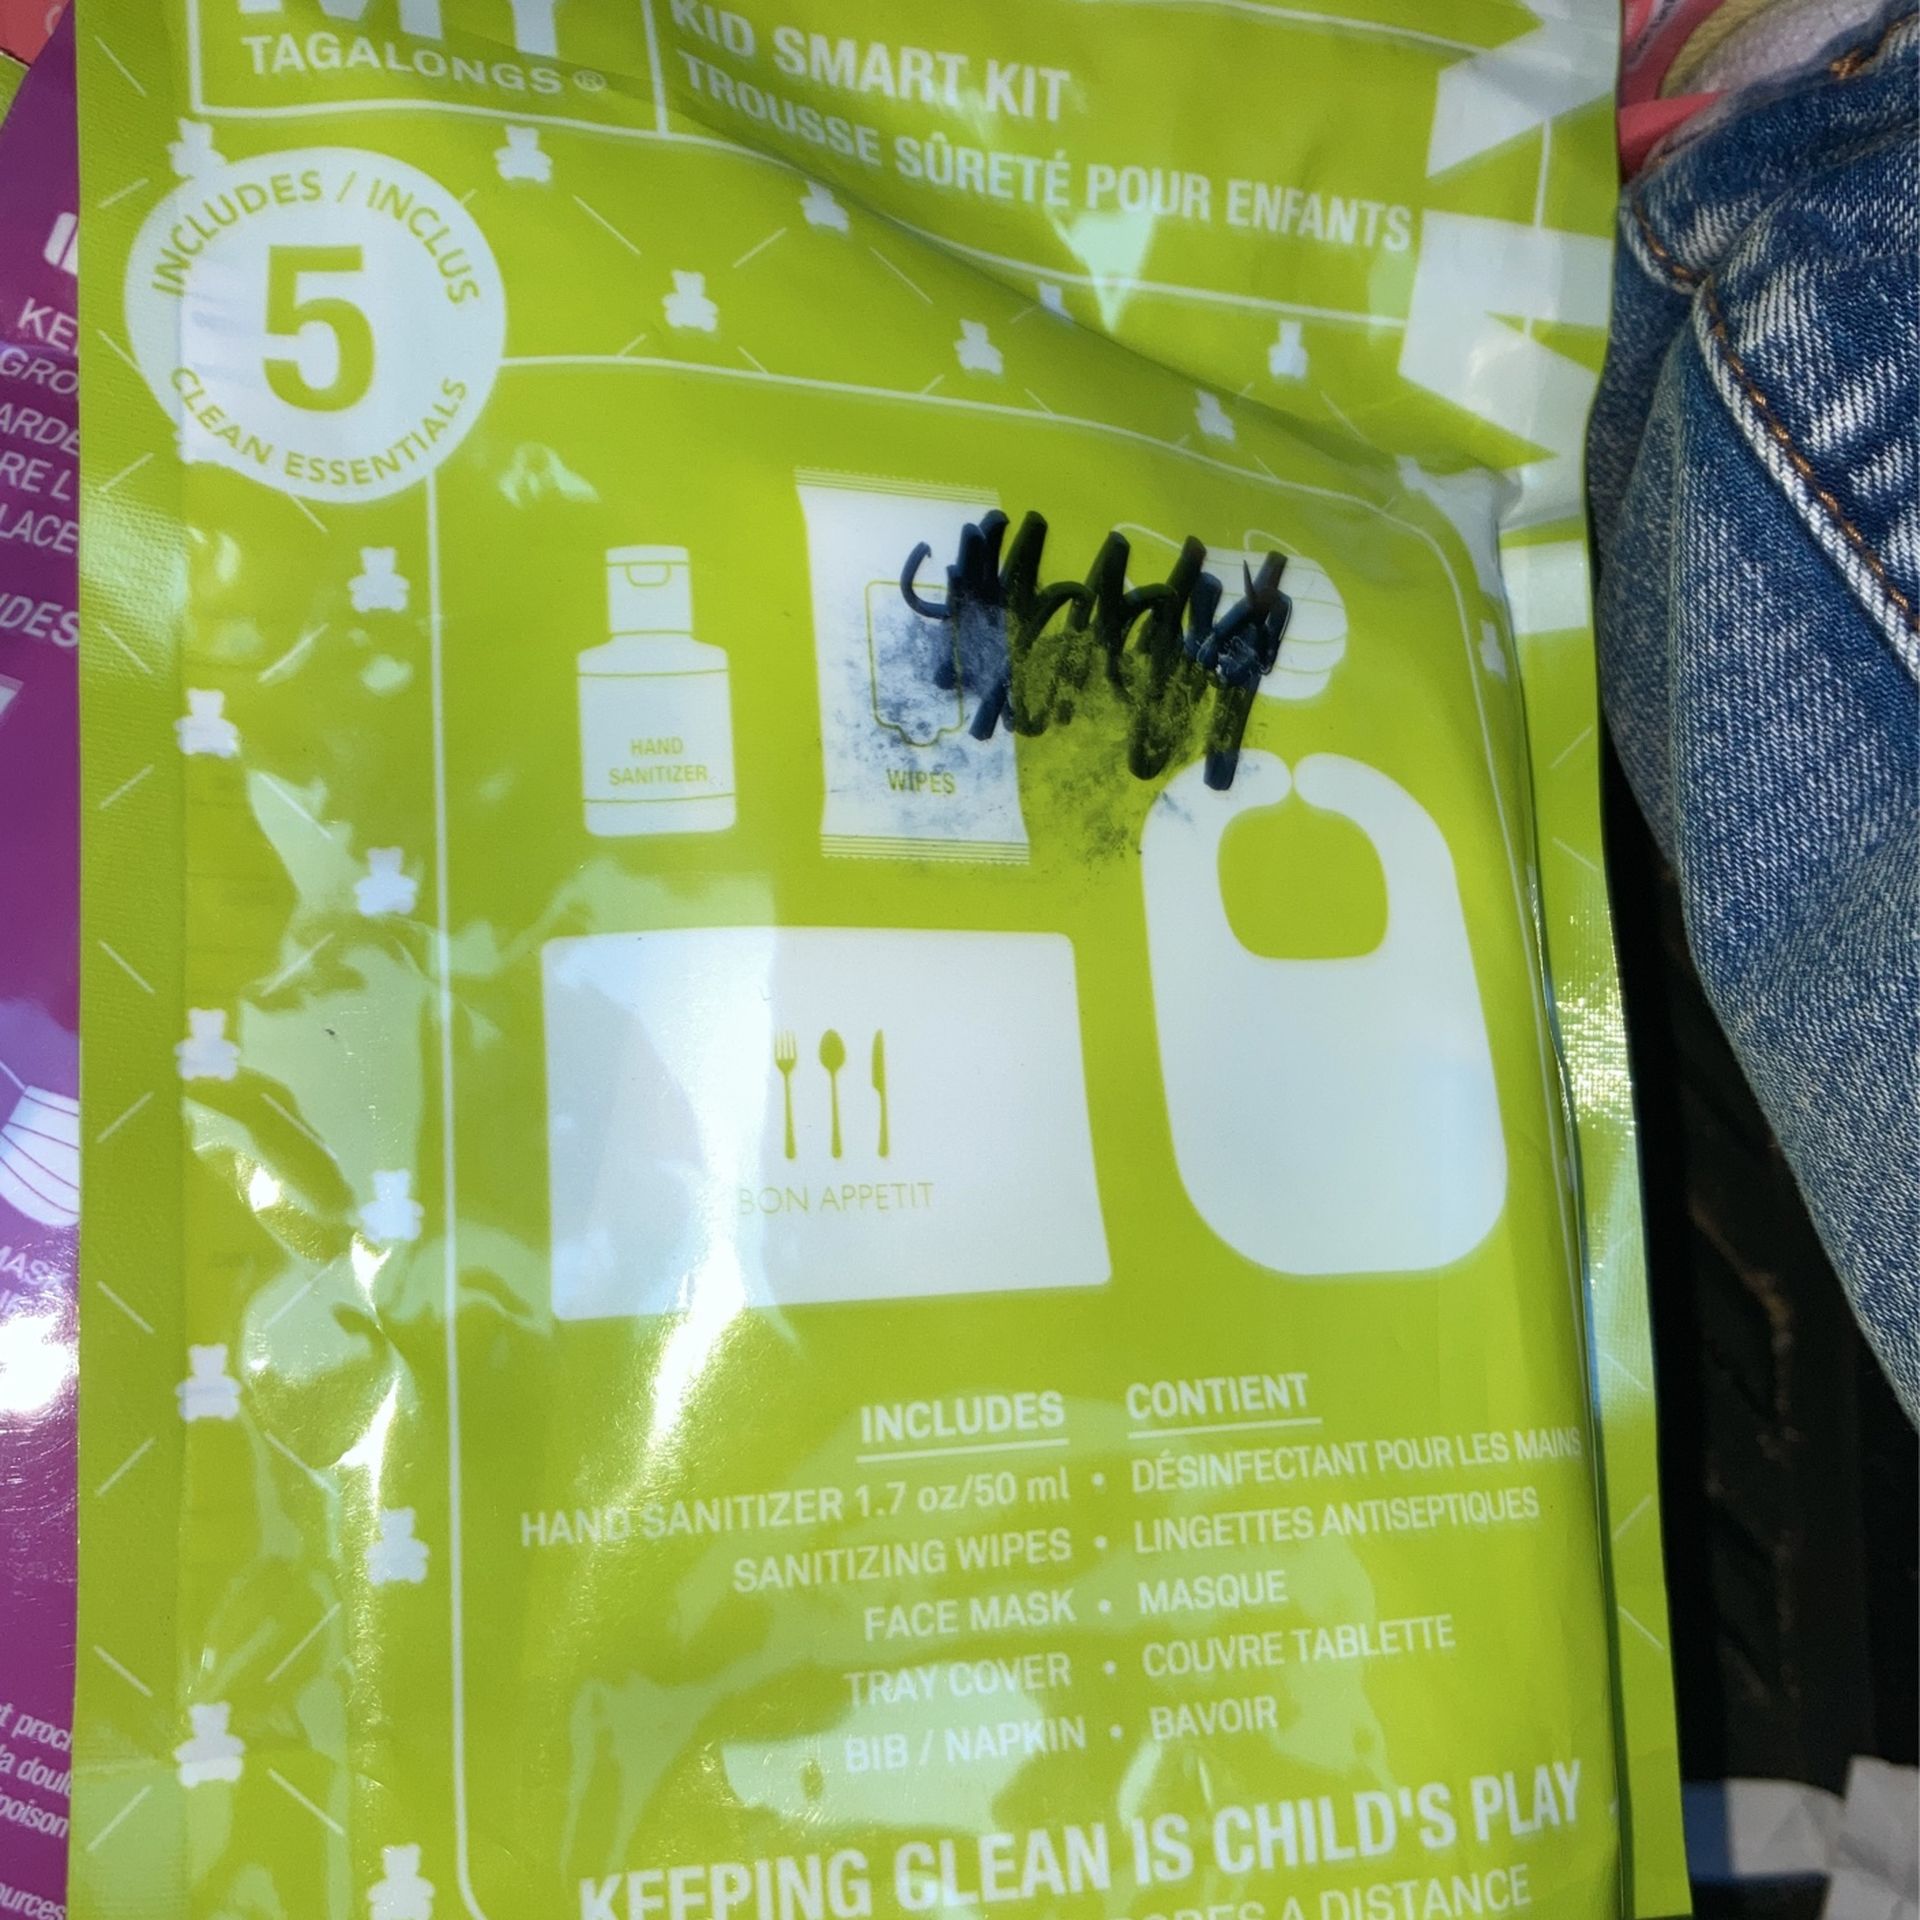 MY
TAGALONGS®
KID SMART KIT
TROUSSE SÛRETÉ POUR ENFANTS
INCLUDES / INCLUS
5
CLEAN ESSENTIALS
HAND
SANITIZER
WIPES
BON APPETIT
INCLUDES CONTIENT
HAND SANITIZER 1.7 oz/50 ml • DÉSINFECTANT POUR LES MAINS
SANITIZING WIPES • LINGETTES ANTISEPTIQUES
FACE MASK • MASQUE
TRAY COVER • COUVRE TABLETTE
BIB / NAPKIN • BAVOIR
KEEPING CLEAN IS CHILD'S PLAY
A DISTANCE